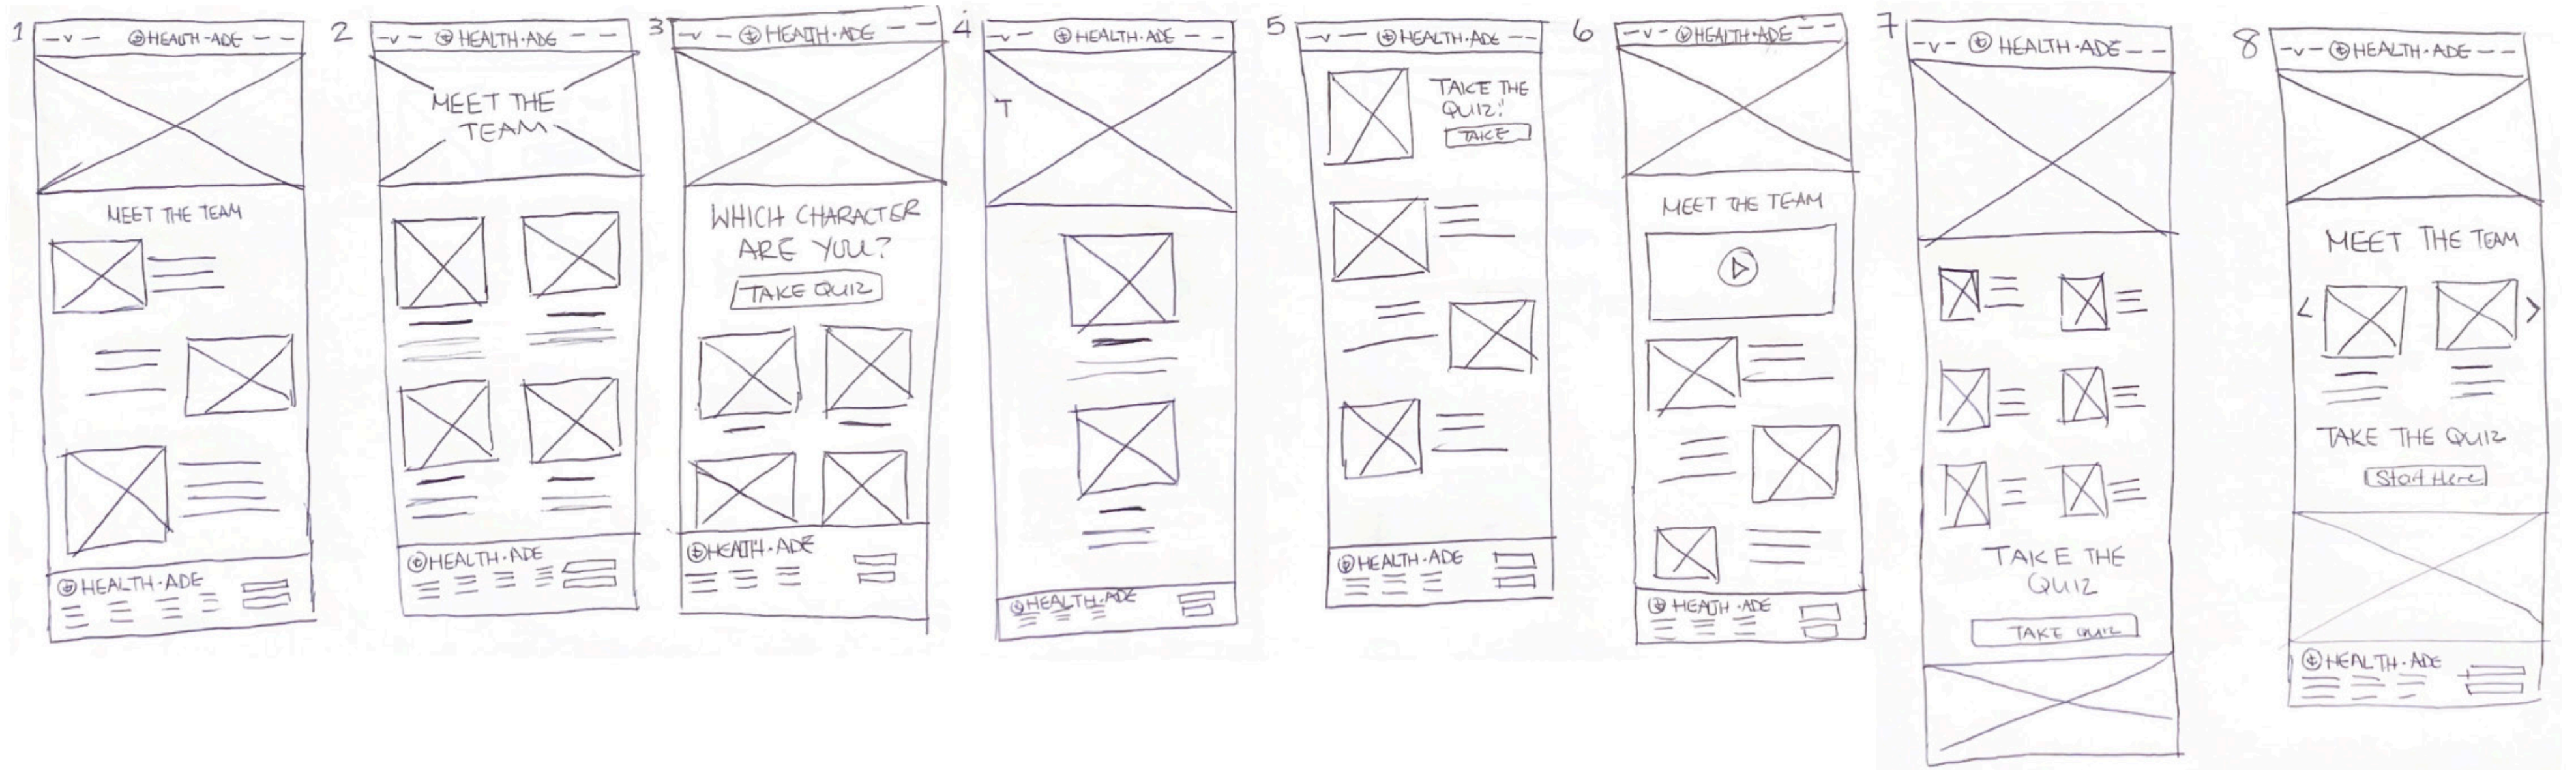 1
HEALTH-ADE
MEET THE TEAM
HEALTH-ADE
2
HEALTH-ADE
MEET THE
TEAM
HEALTH-ADE
3
HEALTH-ADE
WHICH CHARACTER
ARE YOU?
TAKE QUIZ
HEALTH-ADE
4
HEALTH-ADE
T
HEALTH-ADE
5
HEALTH-ADE
TAKE THE
QUIZ!
TAKE
HEALTH-ADE
6
HEALTH-ADE
MEET THE TEAM
HEALTH-ADE
7
HEALTH-ADE
TAKE THE
QUIZ
TAKE QUIZ
8
HEALTH-ADE
MEET THE TEAM
TAKE THE QUIZ
Start Here
HEALTH-ADE